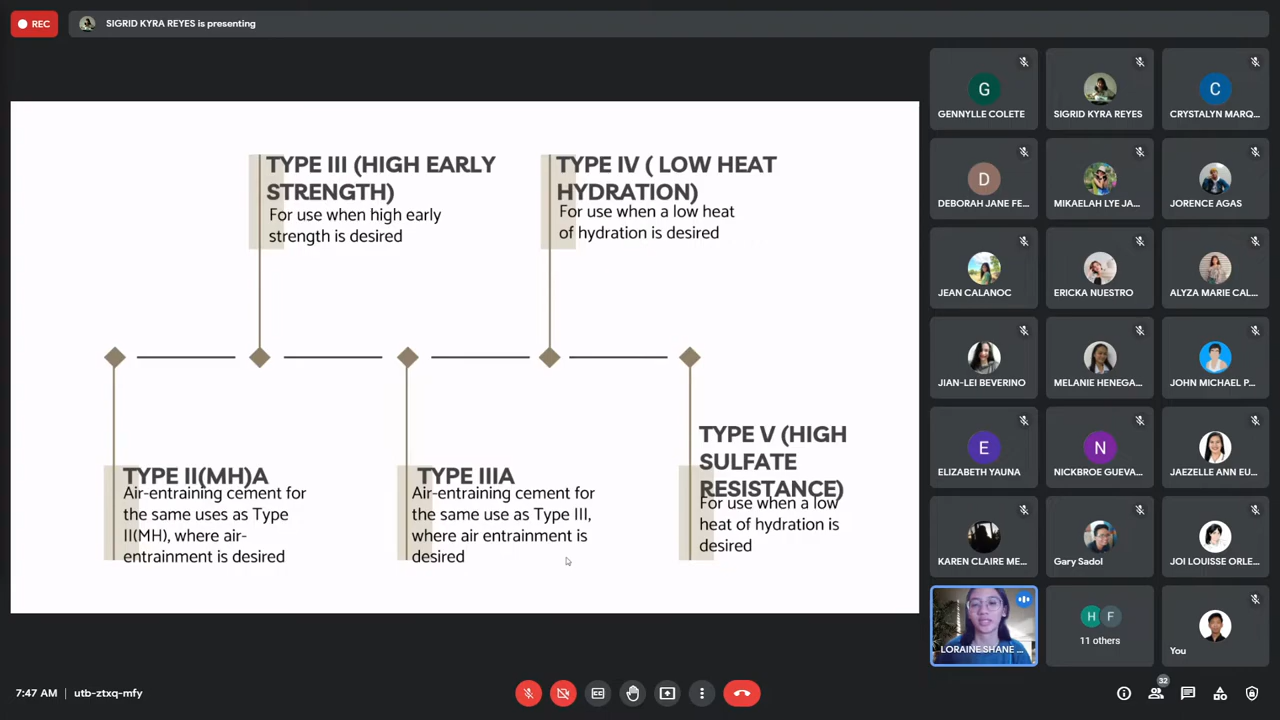 REC
SIGRID KYRA REYES is presenting
TYPE III (HIGH EARLY
STRENGTH)
For use when high early
strength is desired
TYPE IV ( LOW HEAT
HYDRATION)
For use when a low heat
of hydration is desired
TYPE II(MH)A
Air-entraining cement for
the same uses as Type
II(MH), where air-
entrainment is desired
TYPE IIIA
Air-entraining cement for
the same use as Type III,
where air entrainment is
desired
TYPE V (HIGH
SULFATE
RESISTANCE)
For use when a low
heat of hydration is
desired
G
GENNYLLE COLETE
SIGRID KYRA REYES
C
CRYSTALYN MARQ...
D
DEBORAH JANE FE...
MIKAELAH LYE JA...
JORENCE AGAS
JEAN CALANOC
ERICKA NUESTRO
ALYZA MARIE CAL...
JIAN-LEI BEVERINO
MELANIE HENEGA...
JOHN MICHAEL P...
E
ELIZABETH YAUNA
N
NICKBROE GUEVA...
JAEZELLE ANN EU...
KAREN CLAIRE ME...
Gary Sadol
JOI LOUISSE ORLE...
LORAINE SHANE ...
H F
11 others
You
7:47 AM | utb-ztxq-mfy
32